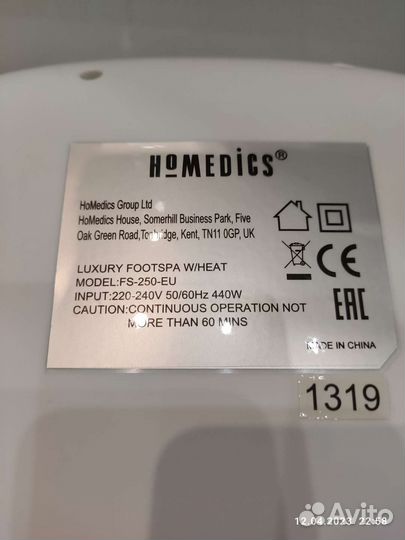 HoMEDiCS®
HoMedics Group Ltd
HoMedics House, Somerhill Business Park, Five
Oak Green Road,Tonbridge, Kent, TN11 0GP, UK
LUXURY FOOTSPA W/HEAT
MODEL:FS-250-EU
INPUT:220-240V 50/60Hz 440W
CAUTION:CONTINUOUS OPERATION NOT
MORE THAN 60 MINS
CE
EAC
MADE IN CHINA
1319
12.04.2023 22:58
Avito